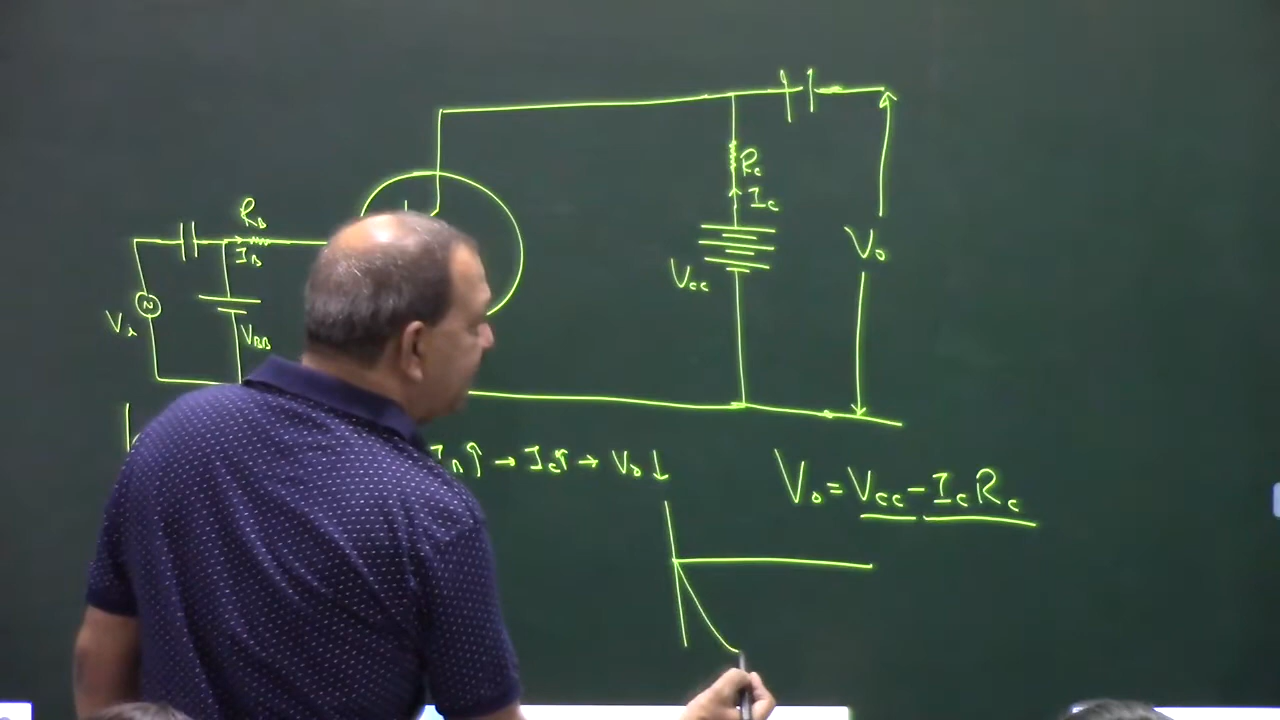 R_B
I_B
V_i
V_BB
R_c
I_c
V_cc
V_o
I_B↑ → I_c↑ → V_o↓
V_o = V_cc - I_c R_c